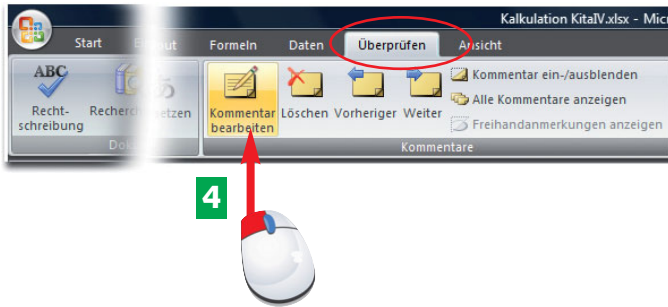 Kalkulation KitaIV.xlsx - Micr
Start
Formeln
Daten
Überprüfen
Ansicht
ABC
Recht-
schreibung
Kommentar
bearbeiten
Löschen
Vorheriger
Weiter
Kommentar ein-/ausblenden
Alle Kommentare anzeigen
Freihandanmerkungen anzeigen
Kommentare
4